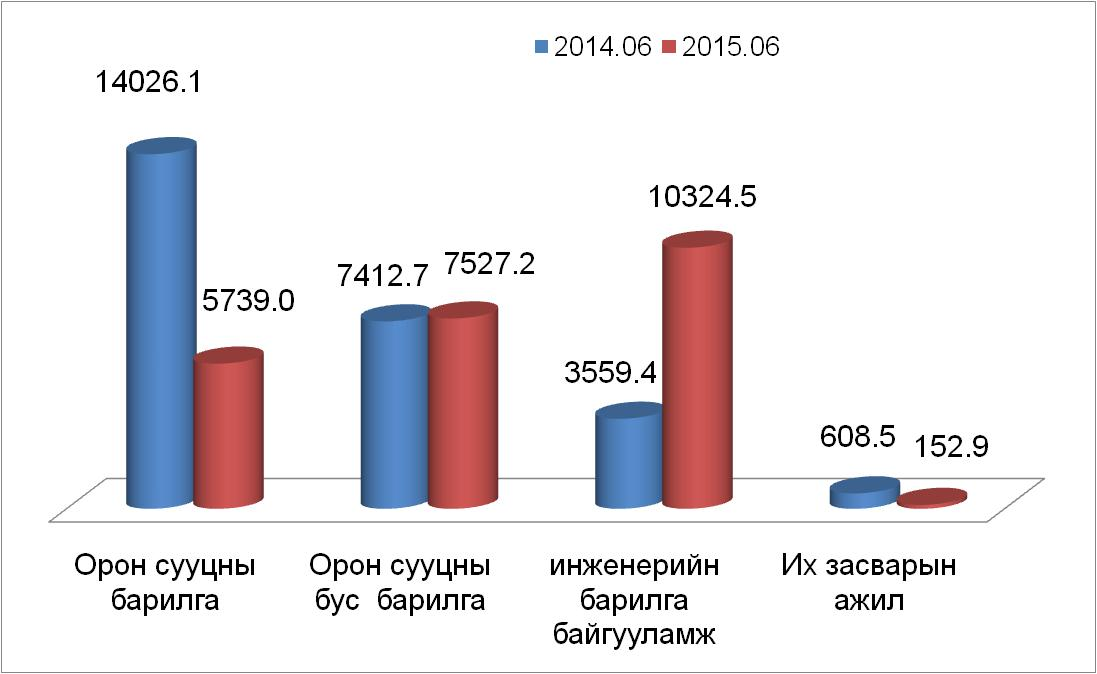 2014.06 2015.06
14026.1
5739.0
7412.7
7527.2
3559.4
10324.5
608.5
152.9
Орон сууцны
барилга
Орон сууцны
бус барилга
инженерийн
барилга
байгууламж
Их засварын
ажил